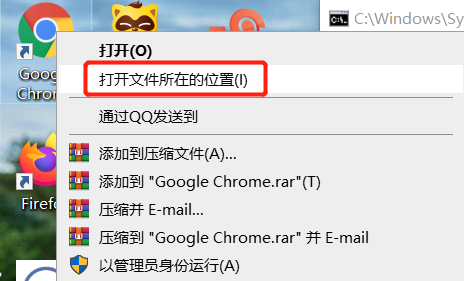 C:\Windows\Sy
Goog
Chrom
Firefo
打开(O)
打开文件所在的位置(I)
通过QQ发送到
添加到压缩文件(A)...
添加到 "Google Chrome.rar"(T)
压缩并 E-mail...
压缩到 "Google Chrome.rar" 并 E-mail
以管理员身份运行(A)